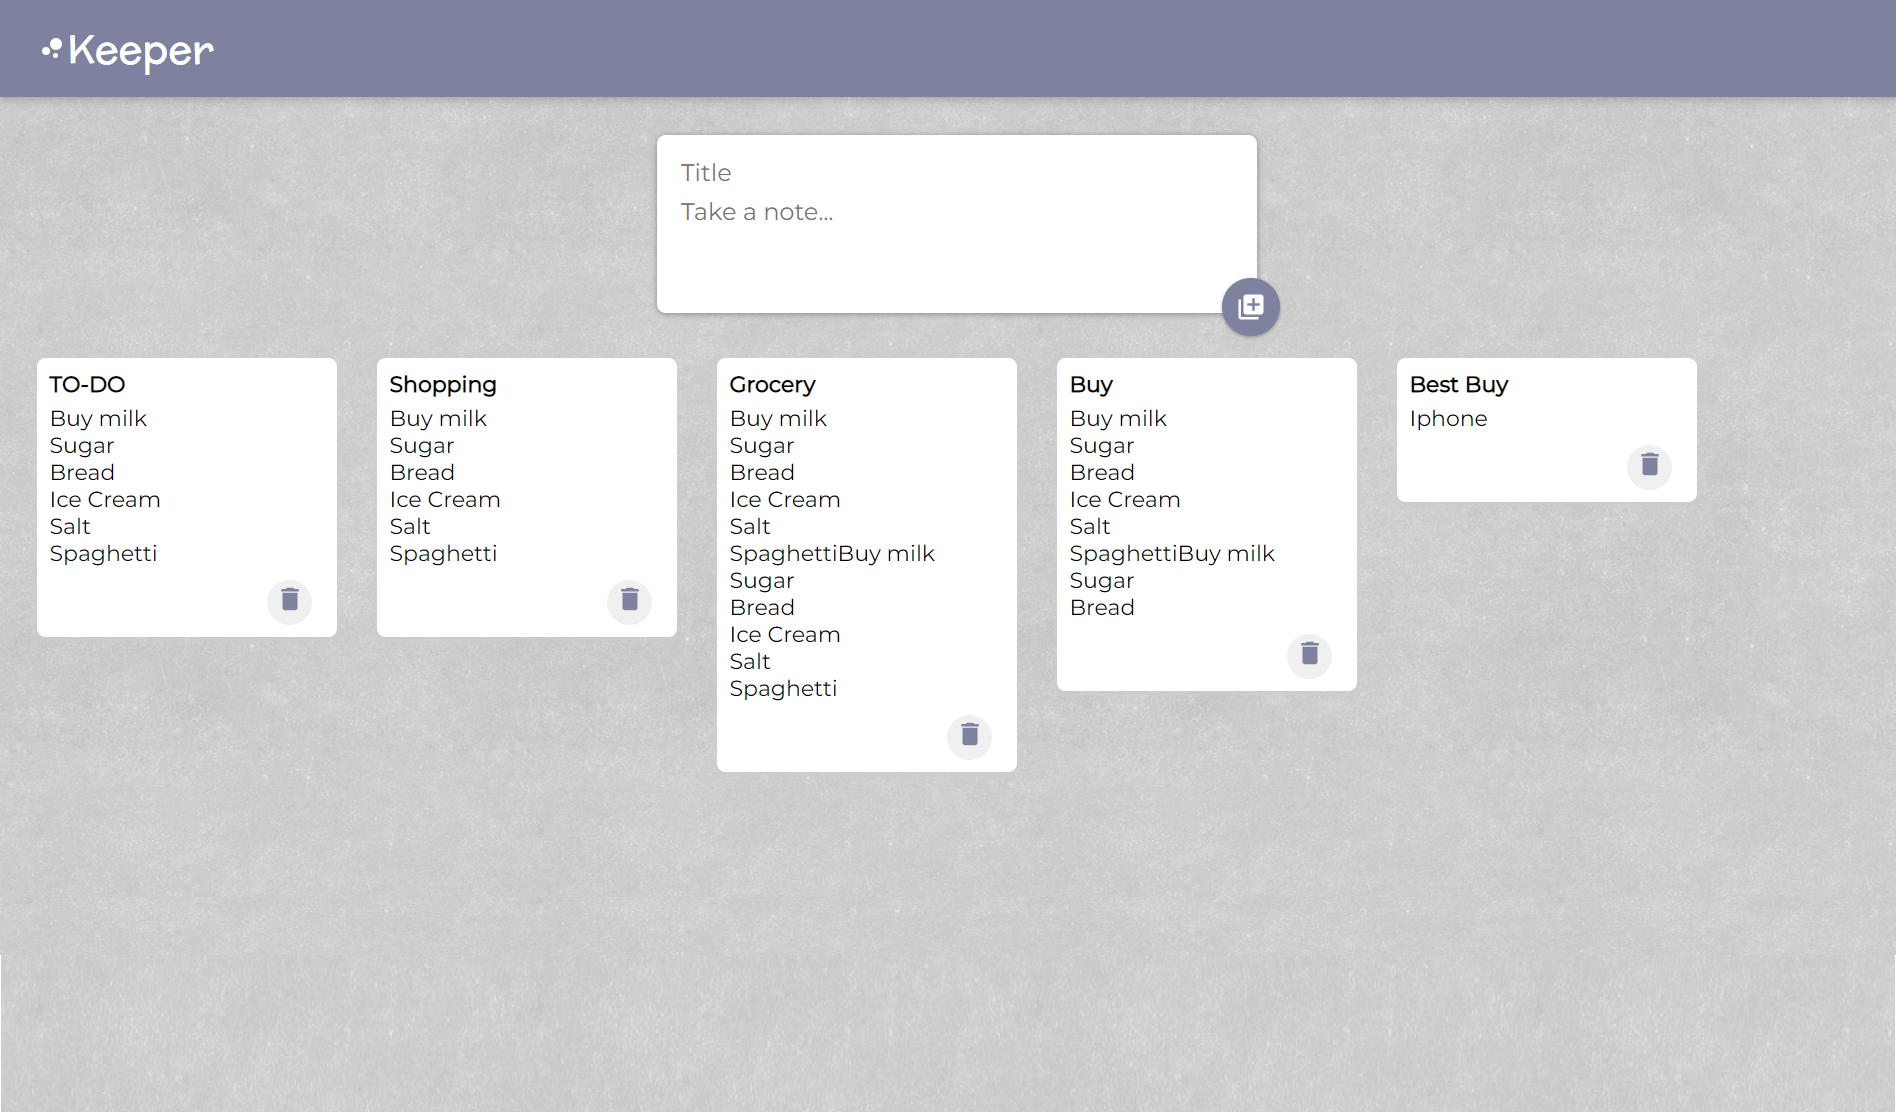 Keeper
Title
Take a note...
TO-DO
Buy milk
Sugar
Bread
Ice Cream
Salt
Spaghetti
Shopping
Buy milk
Sugar
Bread
Ice Cream
Salt
Spaghetti
Grocery
Buy milk
Sugar
Bread
Ice Cream
Salt
SpaghettiBuy milk
Sugar
Bread
Ice Cream
Salt
Spaghetti
Buy
Buy milk
Sugar
Bread
Ice Cream
Salt
SpaghettiBuy milk
Sugar
Bread
Best Buy
Iphone